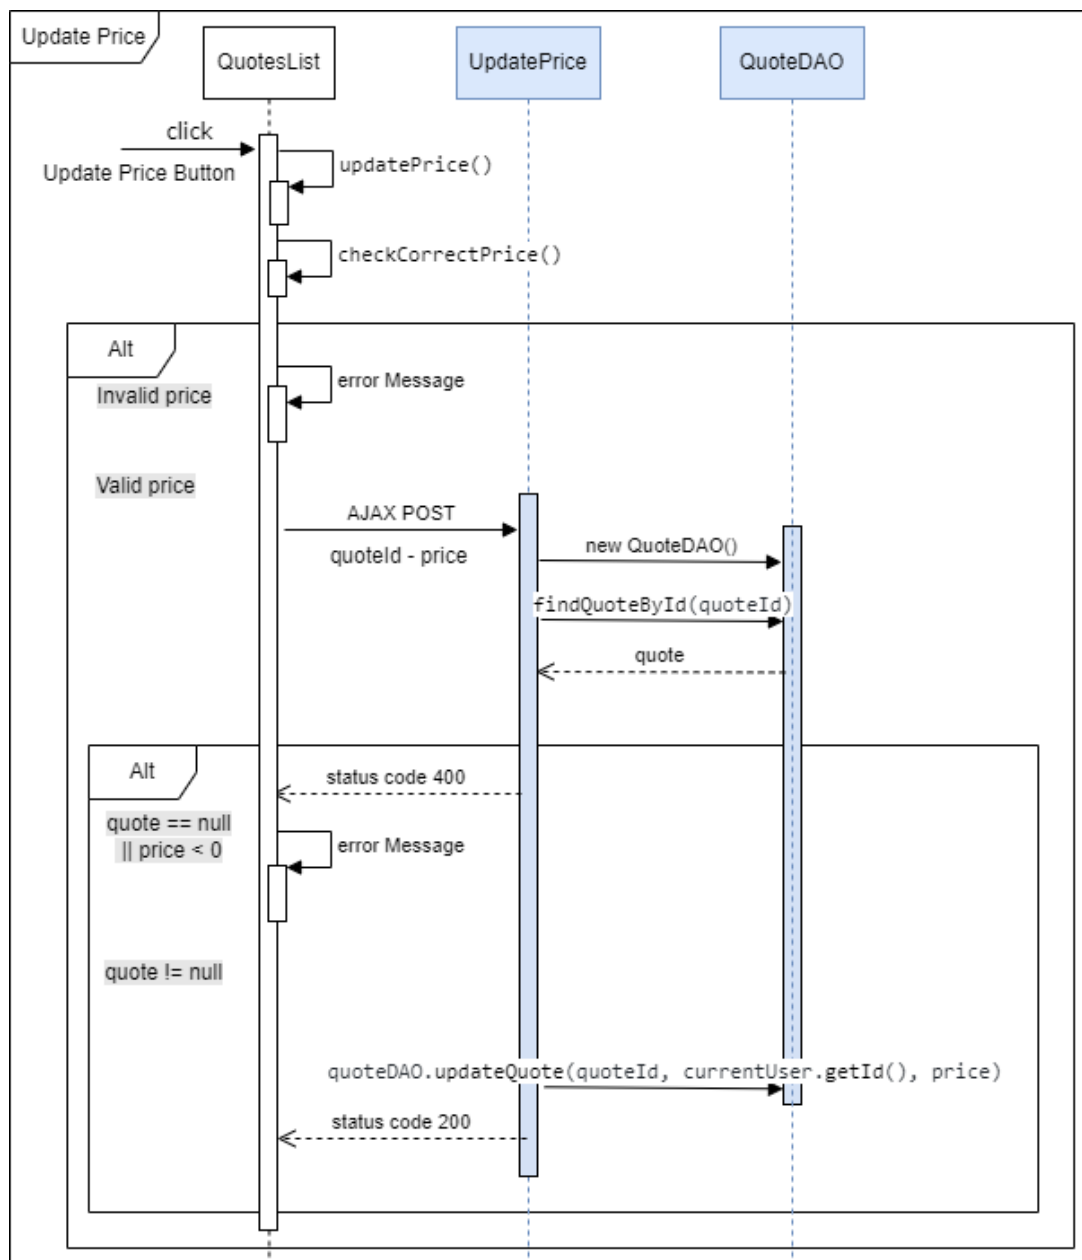 Update Price
QuotesList
UpdatePrice
QuoteDAO
click
Update Price Button
updatePrice()
checkCorrectPrice()
Alt
error Message
Invalid price
Valid price
AJAX POST
quoteId - price
new QuoteDAO()
findQuoteById(quoteId)
quote
Alt
status code 400
quote == null
|| price < 0
error Message
quote != null
quoteDAO.updateQuote(quoteId, currentUser.getId(), price)
status code 200